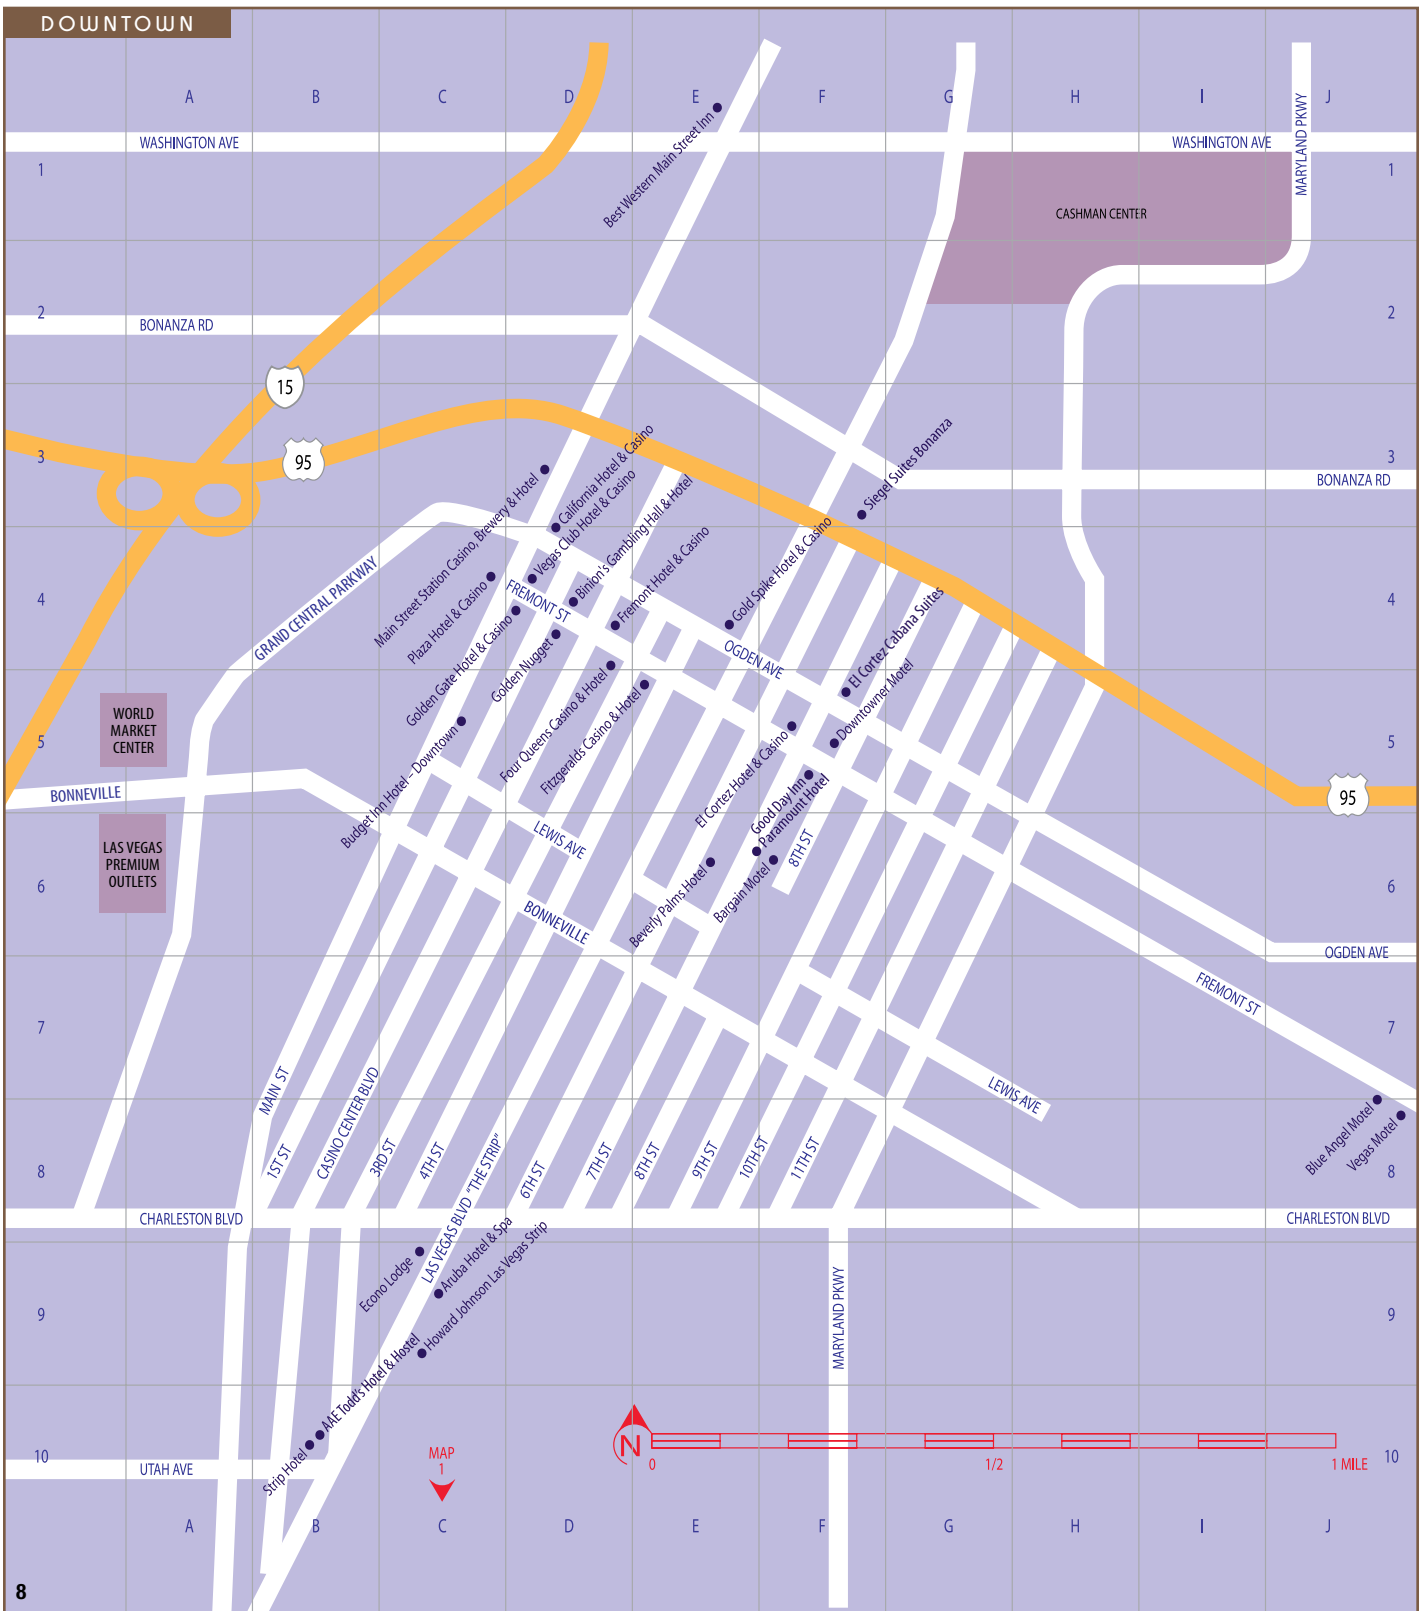 DOWNTOWN
A B C D E F G H I J
WASHINGTON AVE
WASHINGTON AVE
MARYLAND PKWY
1
1
Best Western Main Street Inn
CASHMAN CENTER
2
2
BONANZA RD
15
95
3
3
BONANZA RD
Siegel Suites Bonanza
California Hotel & Casino
Vegas Club Hotel & Casino
Main Street Station Casino, Brewery & Hotel
Binion's Gambling Hall & Hotel
Fremont Hotel & Casino
Gold Spike Hotel & Casino
GRAND CENTRAL PARKWAY
Plaza Hotel & Casino
FREMONT ST
4
4
Golden Gate Hotel & Casino
Golden Nugget
OGDEN AVE
El Cortez Cabana Suites
Downtowner Motel
Four Queens Casino & Hotel
Fitzgeralds Casino & Hotel
Budget Inn Hotel – Downtown
WORLD
MARKET
CENTER
5
5
El Cortez Hotel & Casino
Good Day Inn
Paramount Hotel
BONNEVILLE
95
LAS VEGAS
PREMIUM
OUTLETS
LEWIS AVE
8TH ST
6
6
Beverly Palms Hotel
Bargain Motel
BONNEVILLE
OGDEN AVE
FREMONT ST
7
7
LEWIS AVE
MAIN ST
1ST ST
CASINO CENTER BLVD
3RD ST
4TH ST
LAS VEGAS BLVD "THE STRIP"
6TH ST
7TH ST
8TH ST
9TH ST
10TH ST
11TH ST
Blue Angel Motel
Vegas Motel
8
8
CHARLESTON BLVD
CHARLESTON BLVD
Econo Lodge
Aruba Hotel & Spa
Howard Johnson Las Vegas Strip
MARYLAND PKWY
9
9
AAE Todd's Hotel & Hostel
Strip Hotel
10
10
UTAH AVE
MAP
1
N
0 1/2 1 MILE
A B C D E F G H I J
8